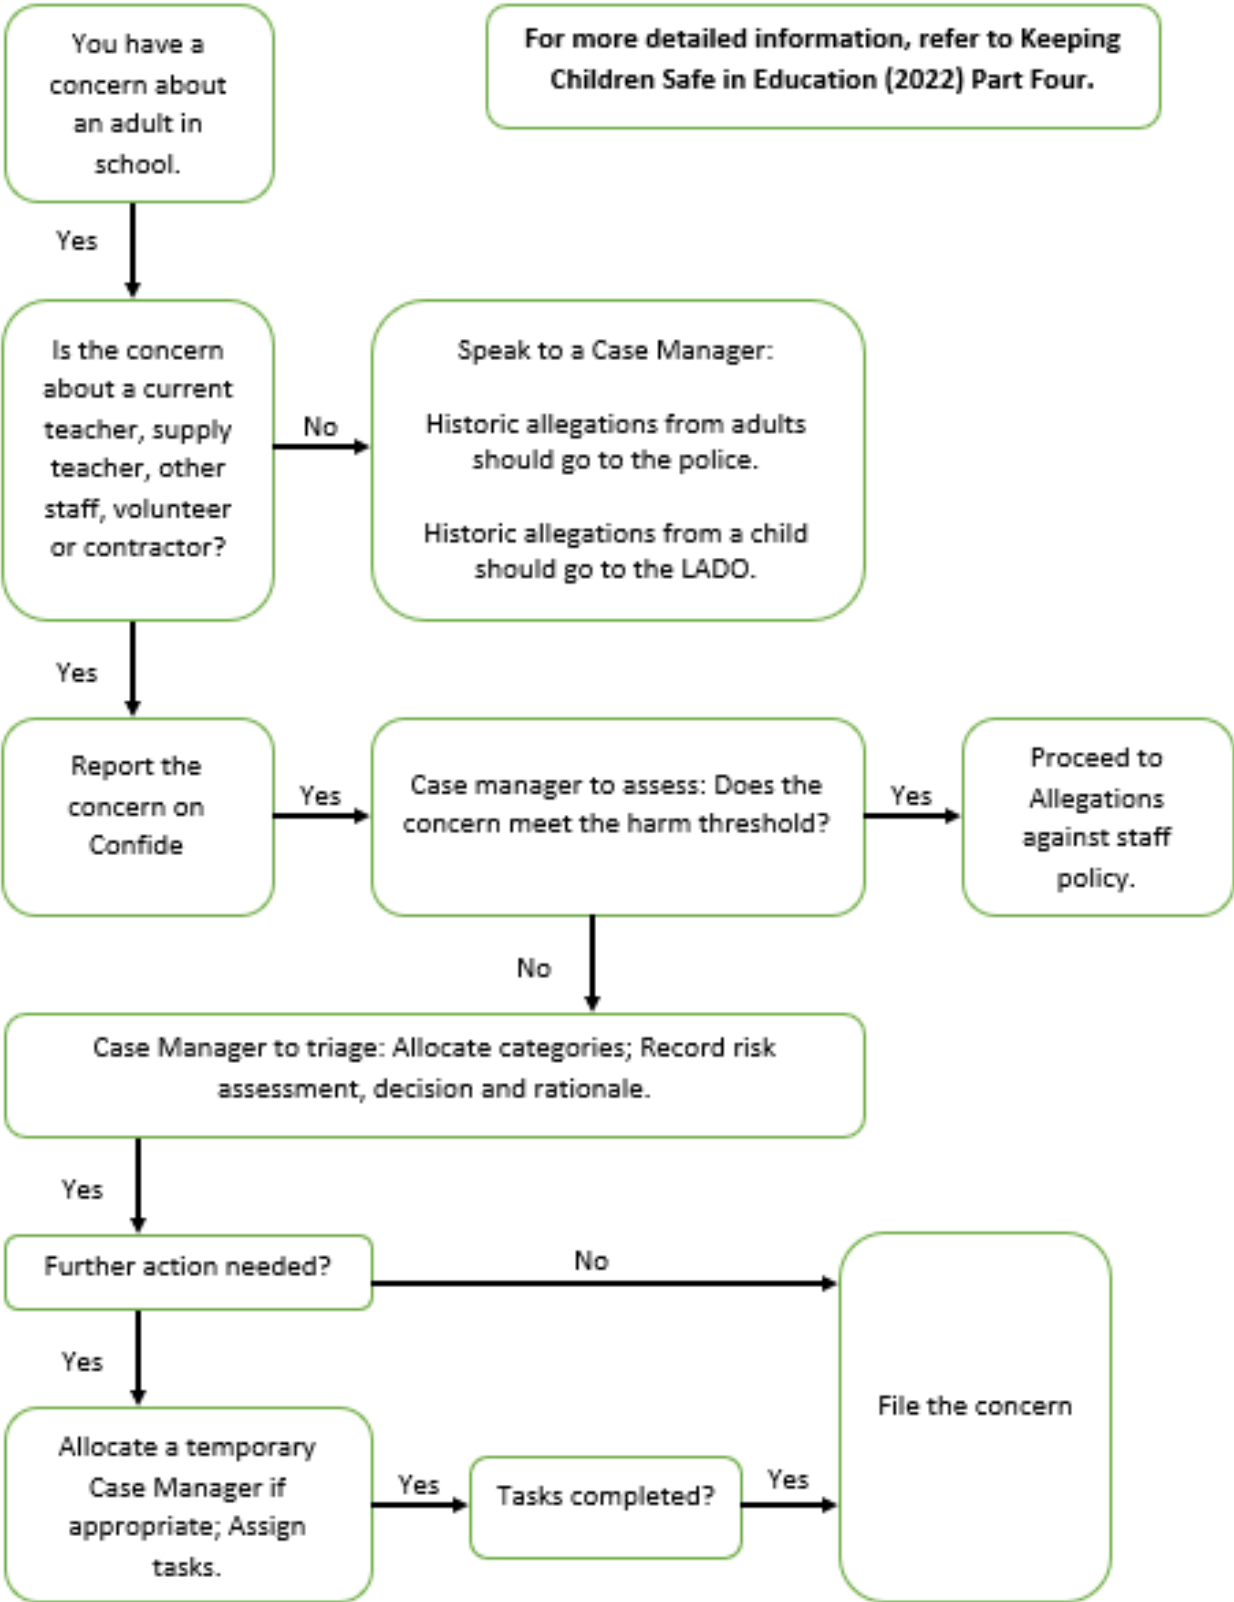 You have a
concern about
an adult in
school.
For more detailed information, refer to Keeping
Children Safe in Education (2022) Part Four.
Yes
Is the concern
about a current
teacher, supply
teacher, other
staff, volunteer
or contractor?
No
Speak to a Case Manager:
Historic allegations from adults
should go to the police.
Historic allegations from a child
should go to the LADO.
Yes
Report the
concern on
Confide
Yes
Case manager to assess: Does the
concern meet the harm threshold?
Yes
Proceed to
Allegations
against staff
policy.
No
Case Manager to triage: Allocate categories; Record risk
assessment, decision and rationale.
Yes
Further action needed?
No
Yes
Allocate a temporary
Case Manager if
appropriate; Assign
tasks.
Yes
Tasks completed?
Yes
File the concern